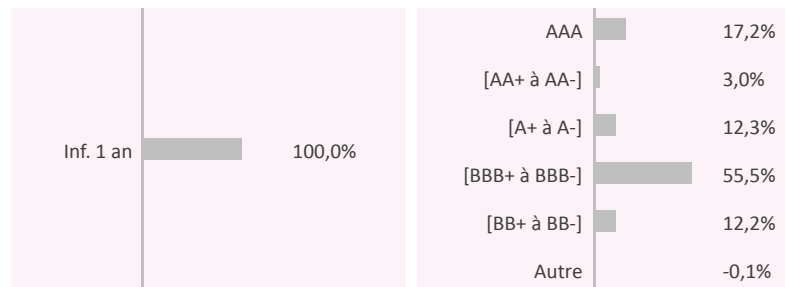 Inf. 1 an 100,0%
AAA 17,2%
[AA+ à AA-] 3,0%
[A+ à A-] 12,3%
[BBB+ à BBB-] 55,5%
[BB+ à BB-] 12,2%
Autre -0,1%